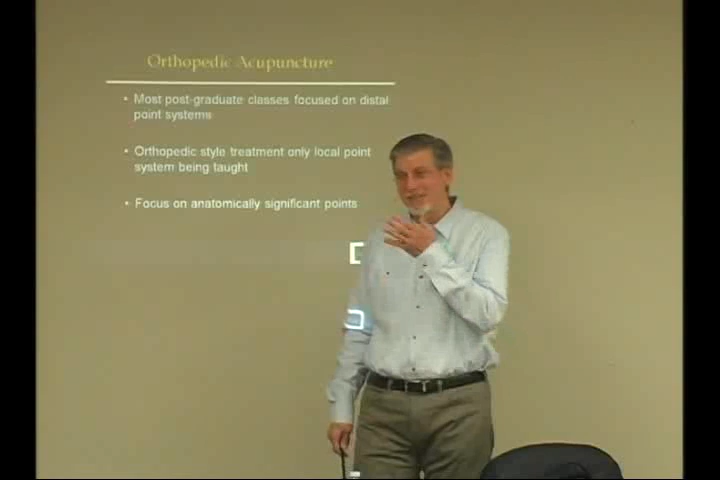 Orthopedic Acupuncture
• Most post-graduate classes focused on distal
point systems
• Orthopedic style treatment only local point
system being taught
• Focus on anatomically significant points